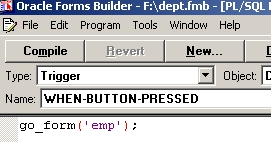 Oracle Forms Builder - F:\dept.fmb - [PL/SQL
File Edit Program Tools Window Help
Compile Revert New...
Type: Trigger Object: D
Name: WHEN-BUTTON-PRESSED
go_form('emp');